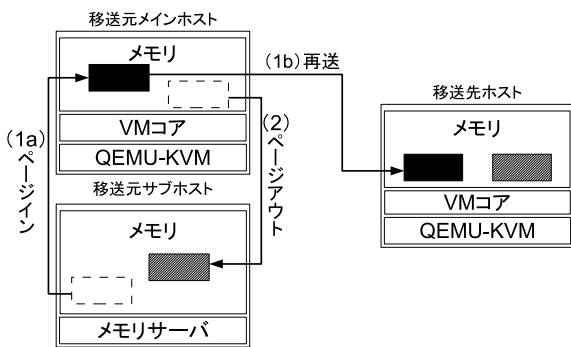 移送元メインホスト
メモリ
(1b)再送
VMコア
QEMU-KVM
(1a)ページイン
(2)ページアウト
移送元サブホスト
メモリ
メモリサーバ
移送先ホスト
メモリ
VMコア
QEMU-KVM